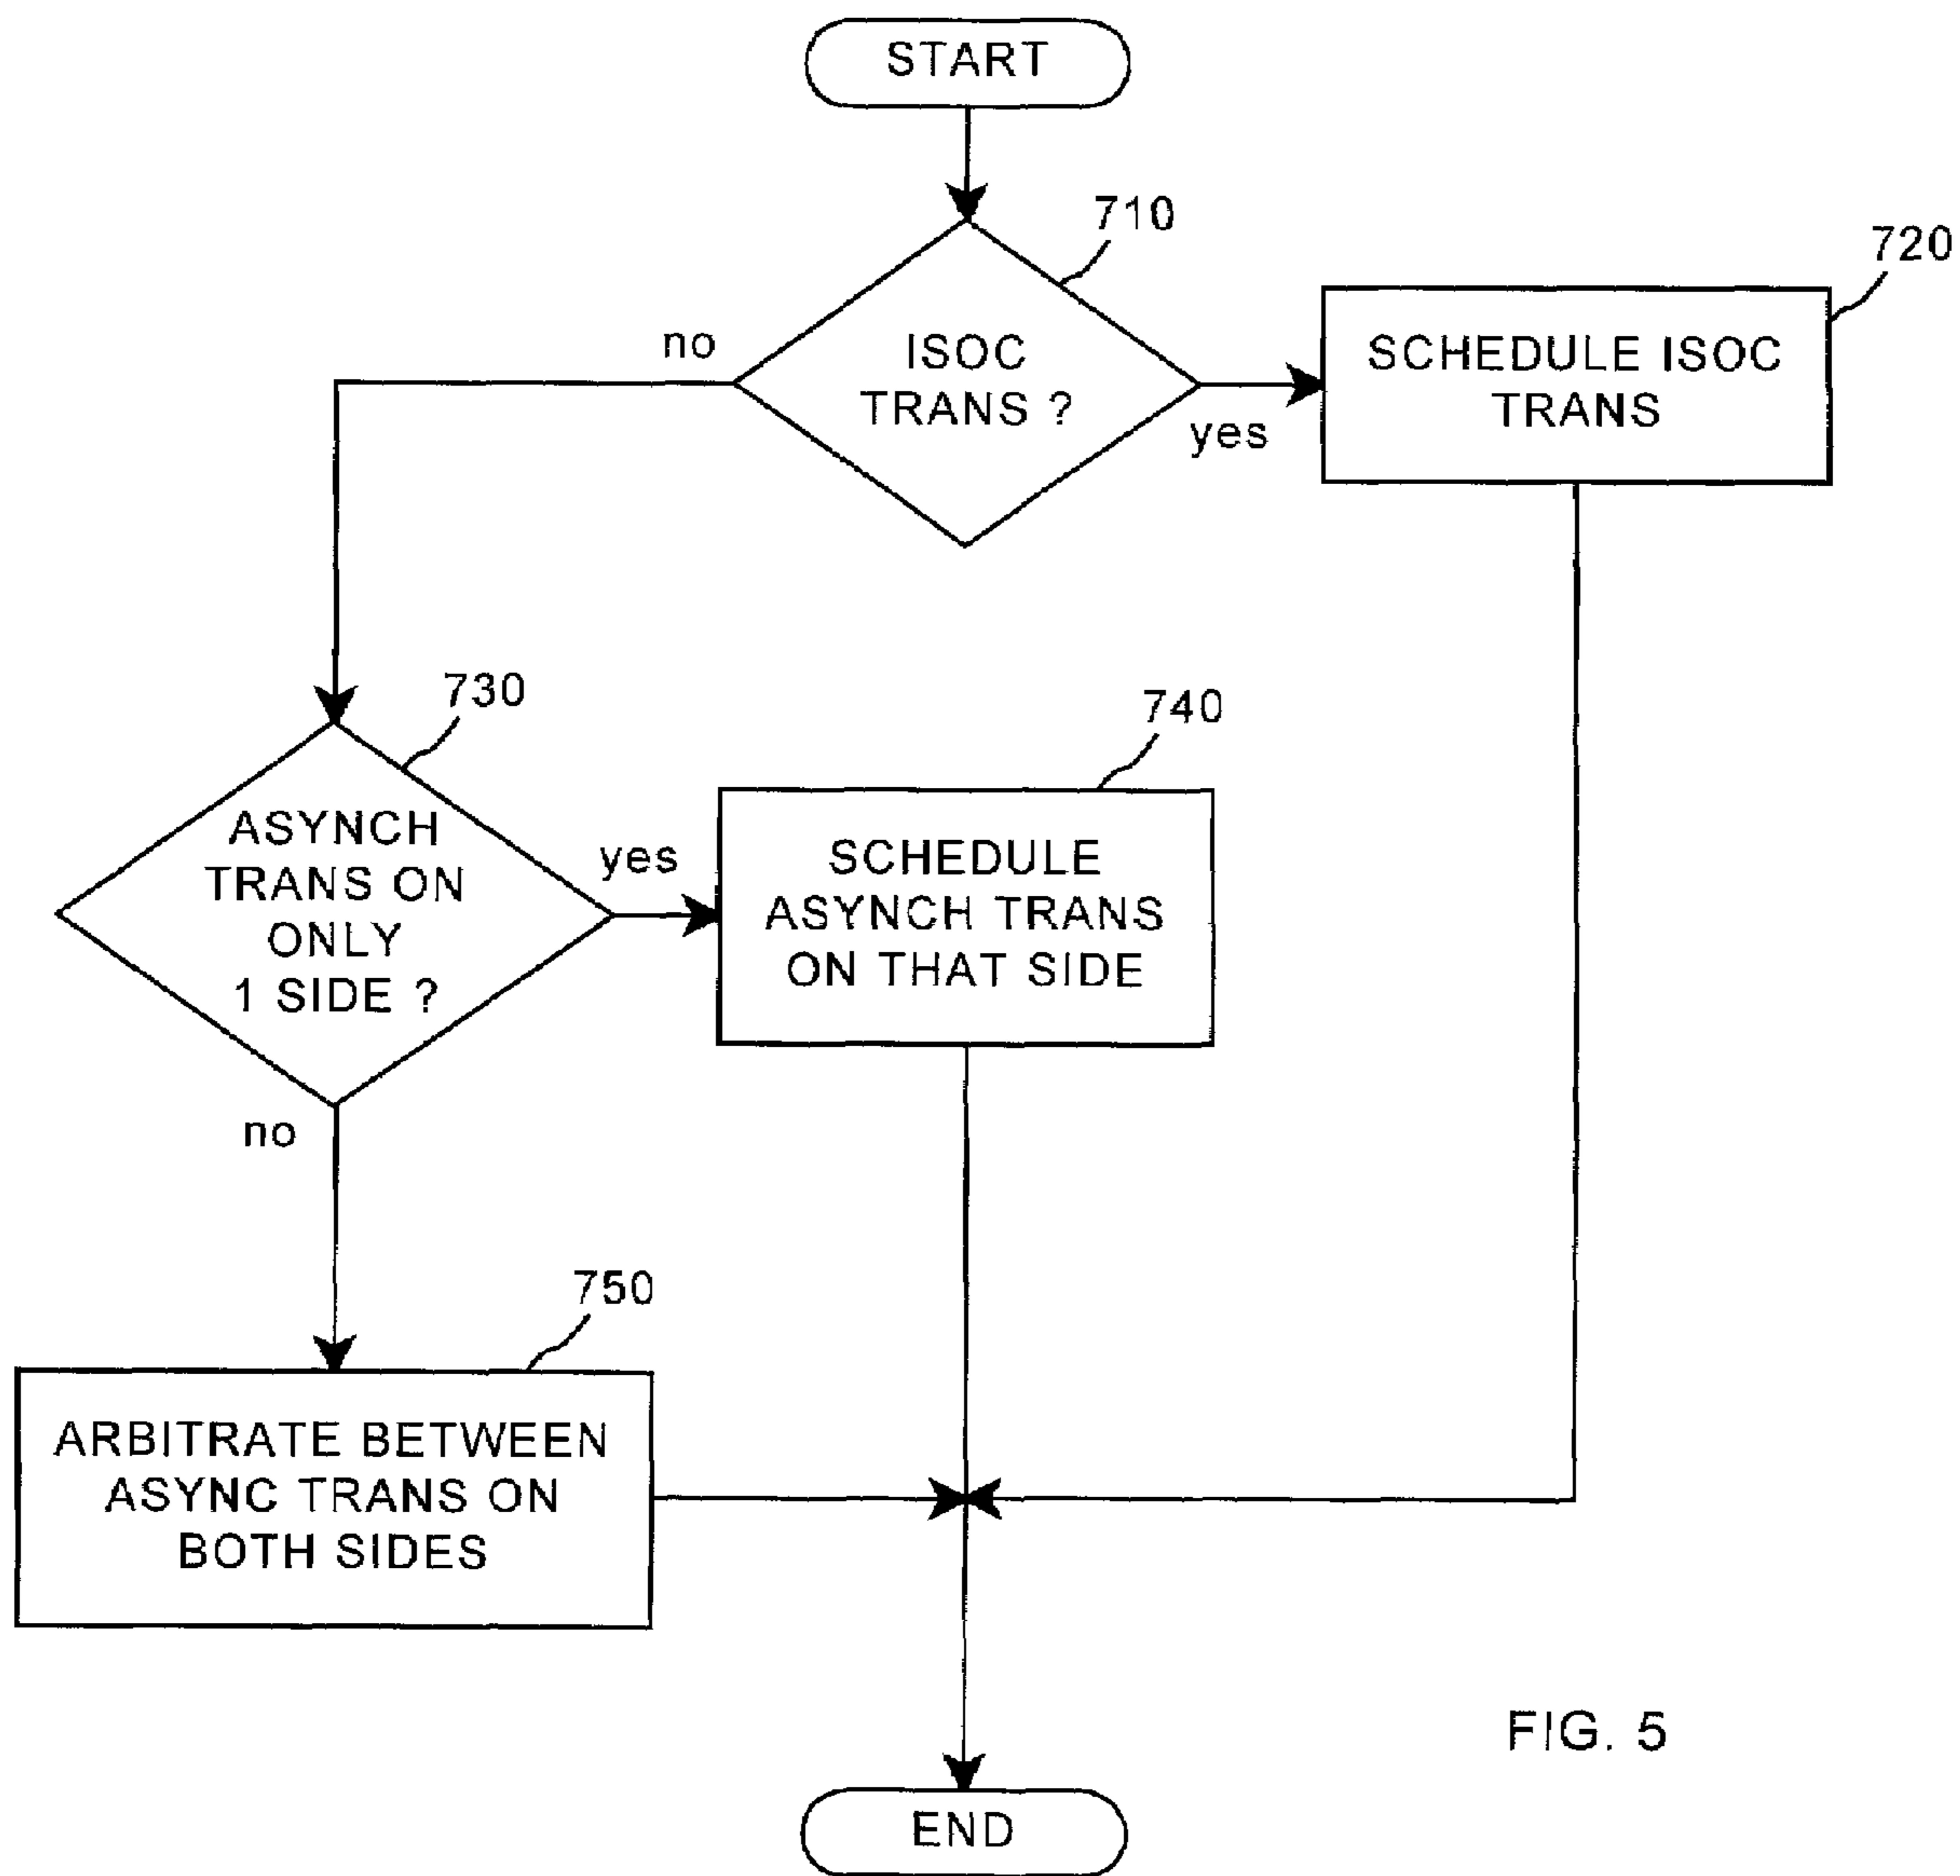 START
710
720
ISOC
TRANS ?
no
yes
SCHEDULE ISOC
TRANS
730
740
ASYNCH
TRANS ON
ONLY
1 SIDE ?
yes
no
SCHEDULE
ASYNCH TRANS
ON THAT SIDE
750
ARBITRATE BETWEEN
ASYNC TRANS ON
BOTH SIDES
FIG. 5
END